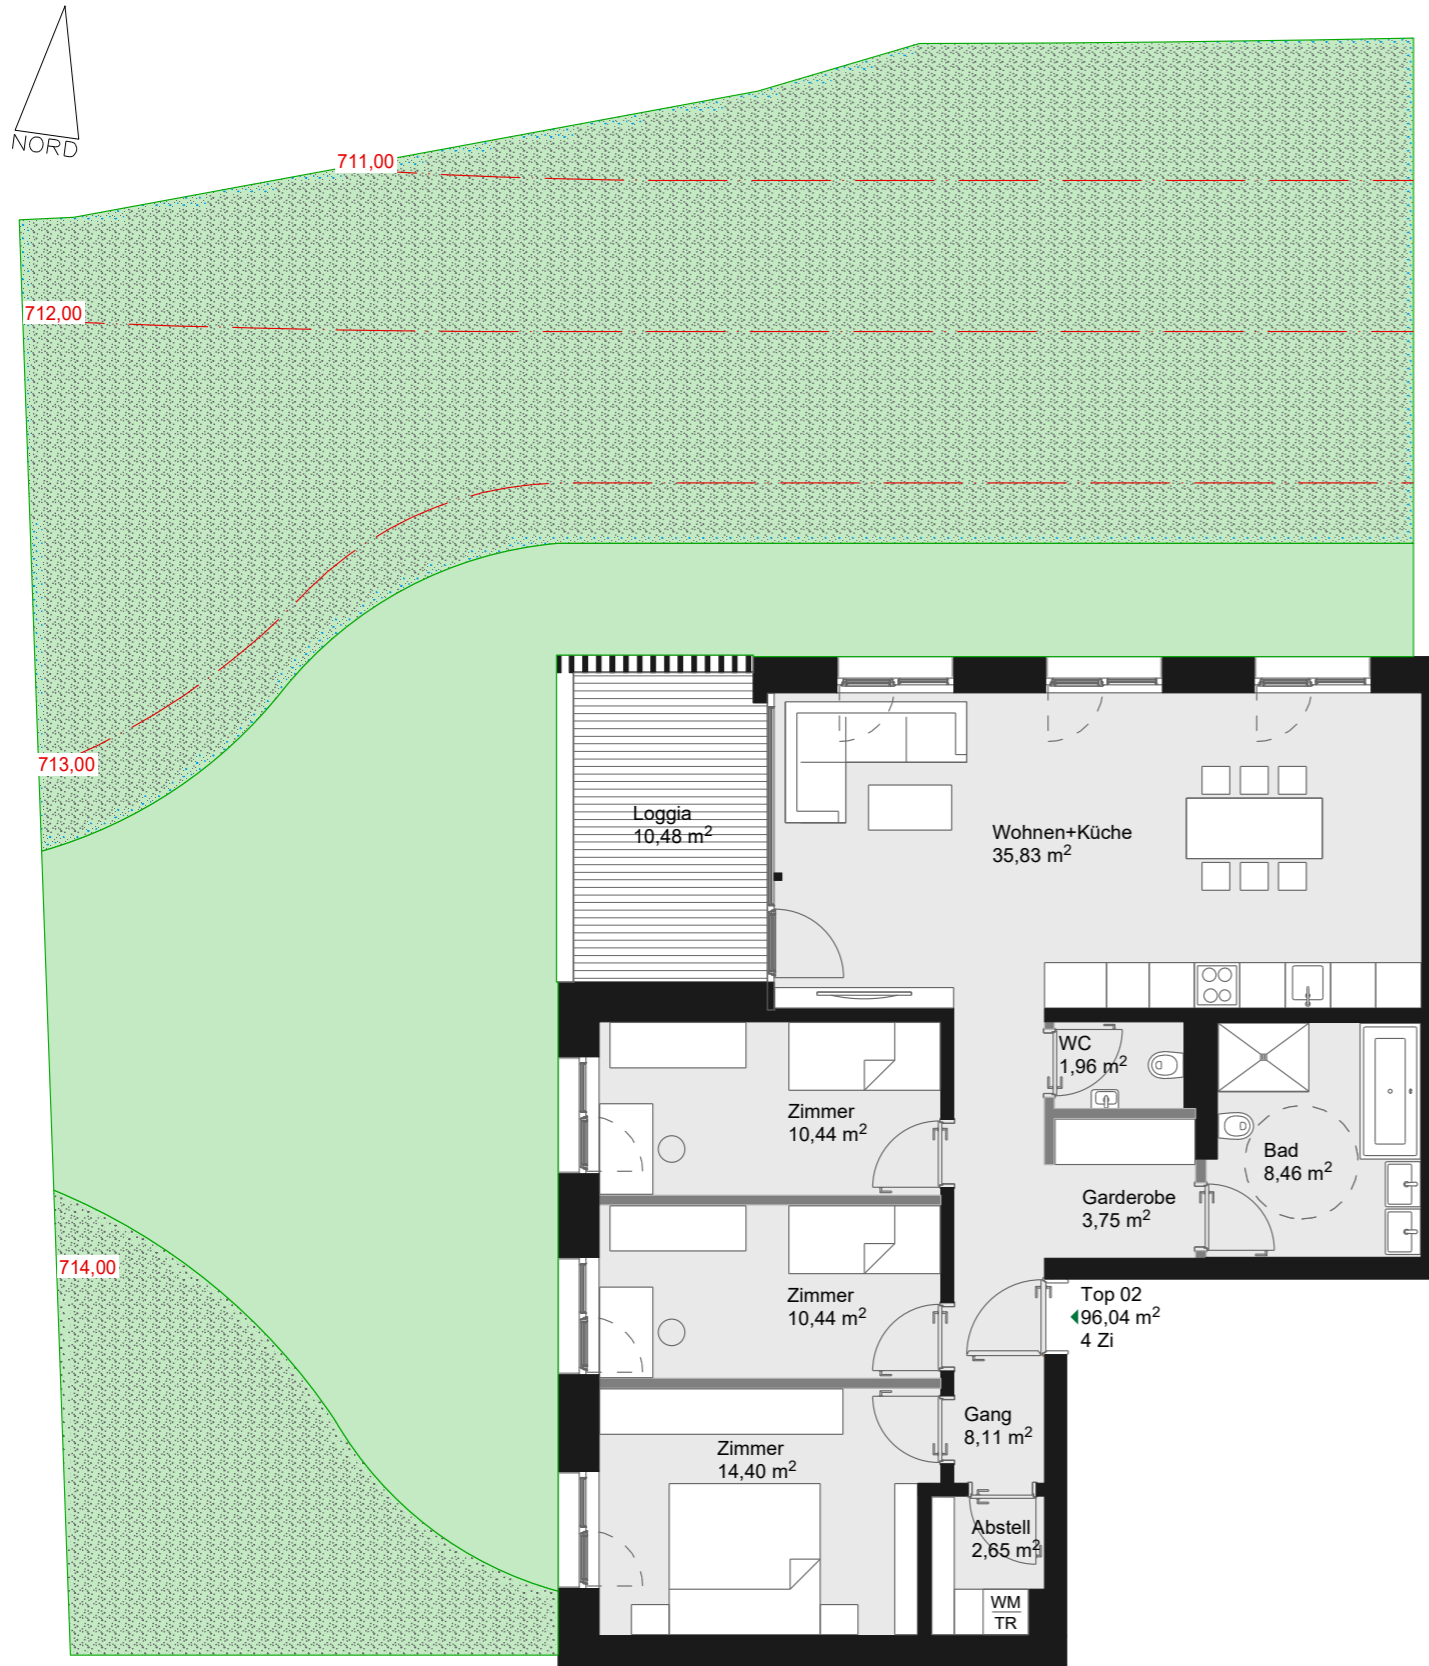 NORD
711,00
712,00
713,00
714,00
Loggia
10,48 m²
Wohnen+Küche
35,83 m²
WC
1,96 m²
Zimmer
10,44 m²
Bad
8,46 m²
Garderobe
3,75 m²
Zimmer
10,44 m²
Top 02
96,04 m²
4 Zi
Gang
8,11 m²
Zimmer
14,40 m²
Abstell
2,65 m²
WM
TR